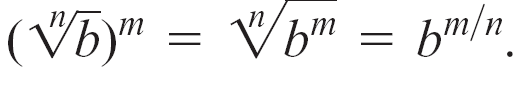 (ⁿ√b)ᵐ = ⁿ√bᵐ = b^{m/n}.